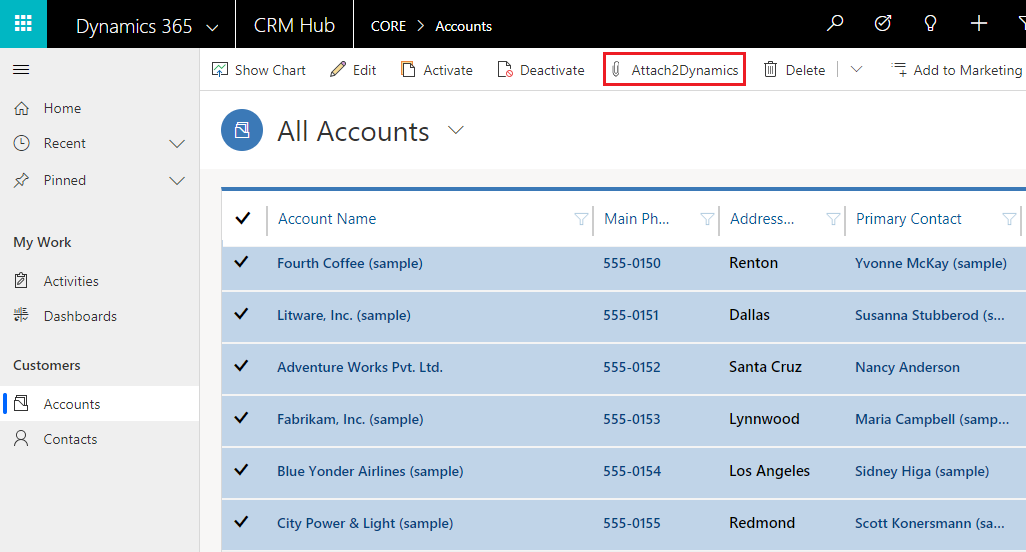 Dynamics 365 CRM Hub CORE > Accounts
Show Chart Edit Activate Deactivate Attach2Dynamics Delete Add to Marketing
Home
Recent
Pinned
My Work
Activities
Dashboards
Customers
Accounts
Contacts
All Accounts
Account Name Main Ph... Address... Primary Contact
Fourth Coffee (sample) 555-0150 Renton Yvonne McKay (sample)
Litware, Inc. (sample) 555-0151 Dallas Susanna Stubberod (s...
Adventure Works Pvt. Ltd. 555-0152 Santa Cruz Nancy Anderson
Fabrikam, Inc. (sample) 555-0153 Lynnwood Maria Campbell (samp...
Blue Yonder Airlines (sample) 555-0154 Los Angeles Sidney Higa (sample)
City Power & Light (sample) 555-0155 Redmond Scott Konersmann (sa...